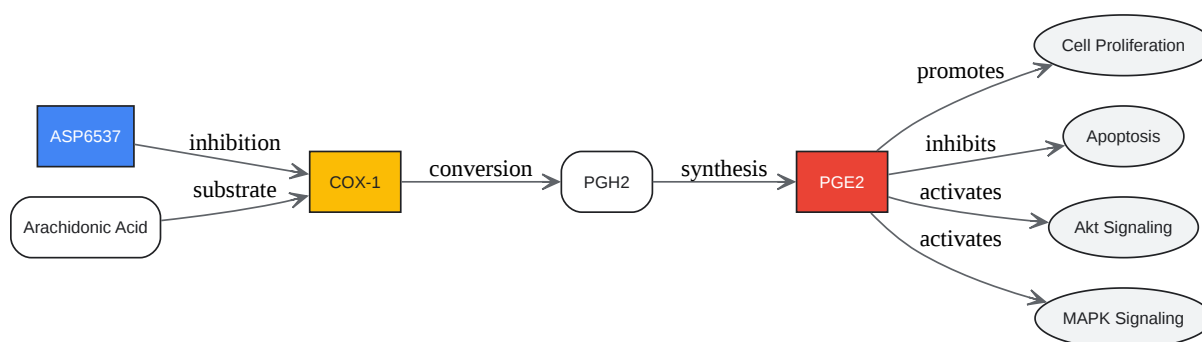 ASP6537
Arachidonic Acid
inhibition
substrate
COX-1
conversion
PGH2
synthesis
PGE2
promotes
inhibits
activates
activates
Cell Proliferation
Apoptosis
Akt Signaling
MAPK Signaling